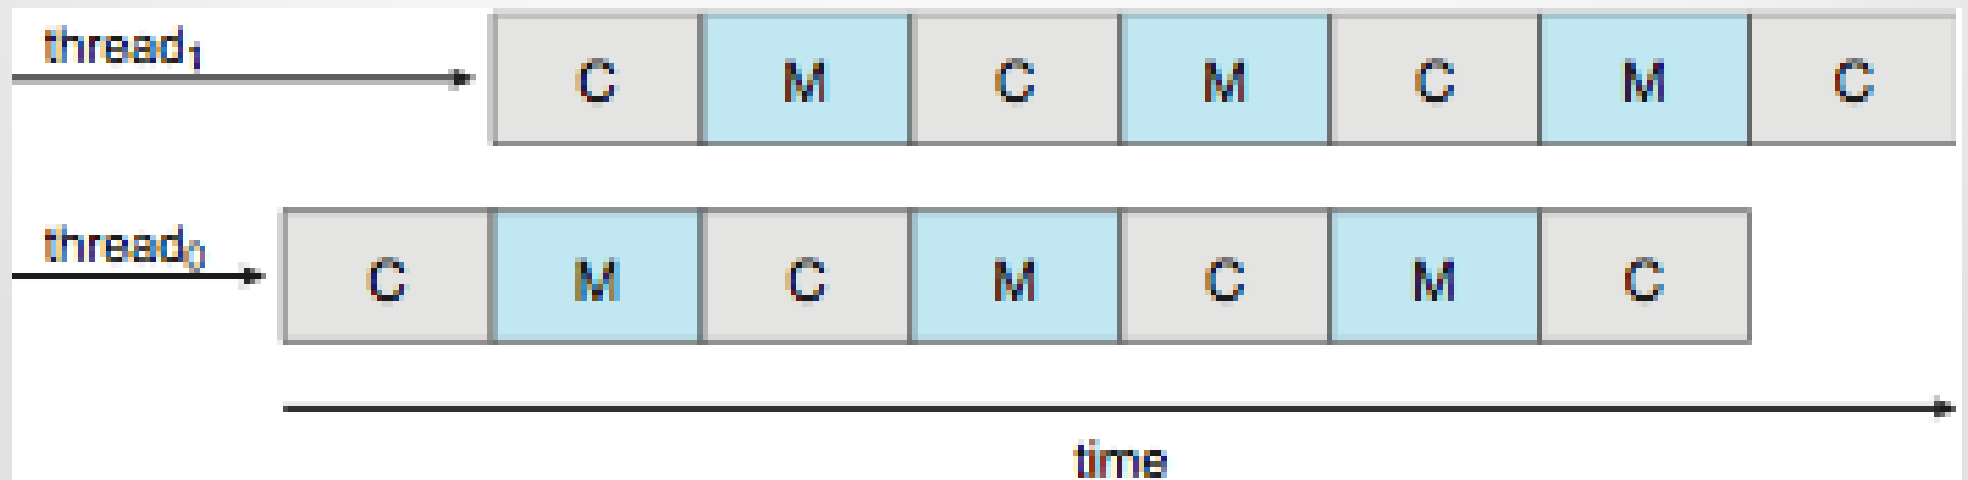 thread₁
C M C M C M C
thread₀
C M C M C M C
time